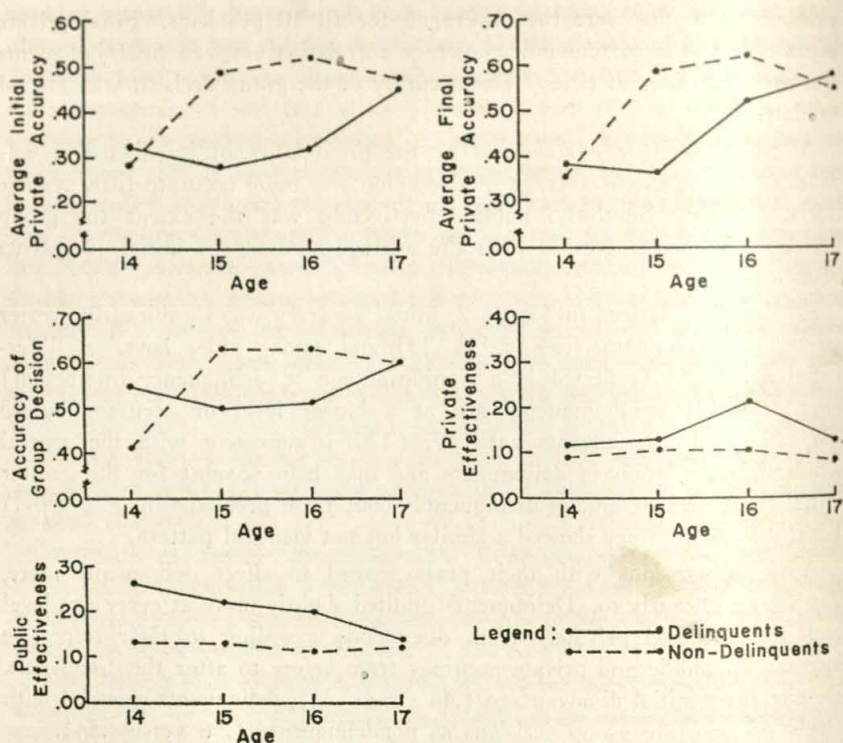 Average Initial
Private Accuracy
.60
.50
.40
.30
.20
.00
14 15 16 17
Age
Average Final
Private Accuracy
.70
.60
.50
.40
.30
.00
14 15 16 17
Age
Accuracy of
Group Decision
.70
.60
.50
.40
.00
14 15 16 17
Age
Private
Effectiveness
.40
.30
.20
.10
.00
14 15 16 17
Age
Public
Effectiveness
.30
.20
.10
.00
14 15 16 17
Age
Legend:
Delinquents
Non-Delinquents